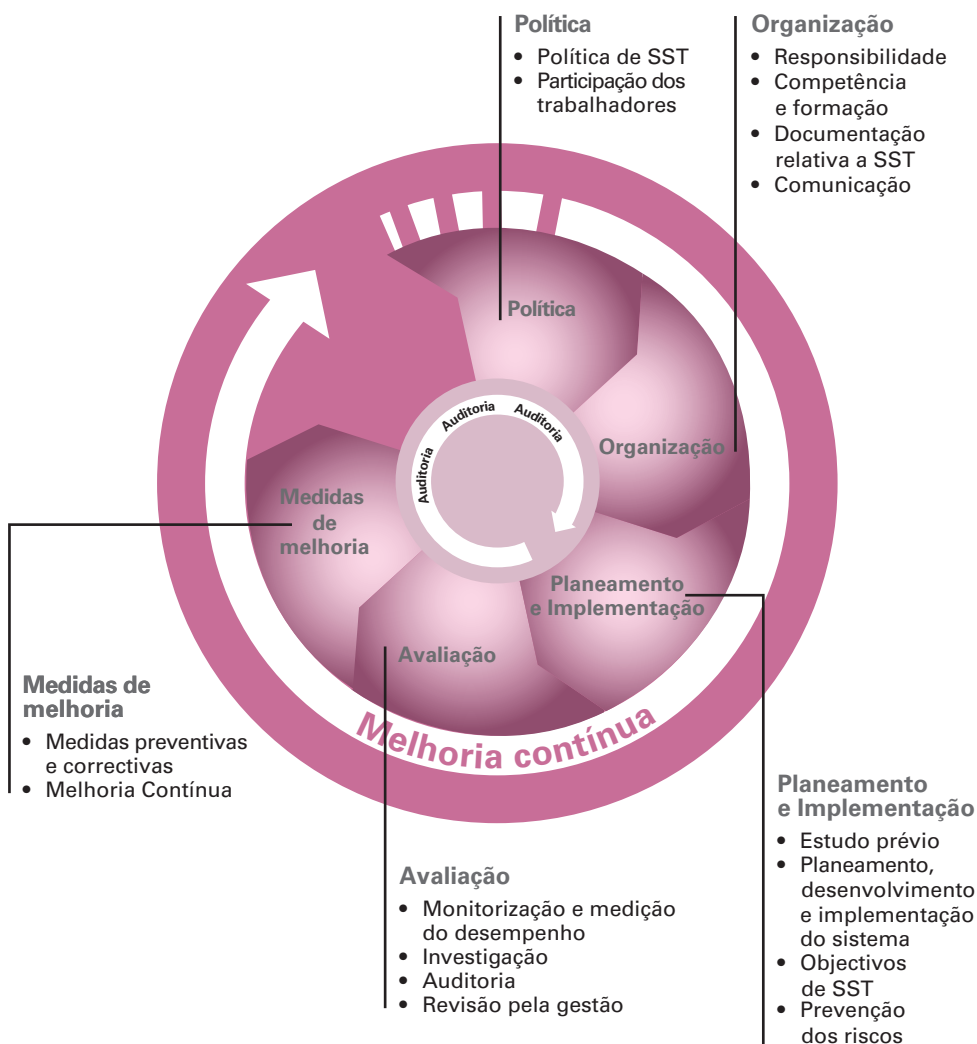 Política
• Política de SST
• Participação dos
trabalhadores
Organização
• Responsibilidade
• Competência
e formação
• Documentação
relativa a SST
• Comunicação
Política
Organização
Planeamento
e Implementação
Avaliação
Medidas
de
melhoria
Auditoria
Auditoria
Auditoria
Melhoria contínua
Medidas de
melhoria
• Medidas preventivas
e correctivas
• Melhoria Contínua
Avaliação
• Monitorização e medição
do desempenho
• Investigação
• Auditoria
• Revisão pela gestão
Planeamento
e Implementação
• Estudo prévio
• Planeamento,
desenvolvimento
e implementação
do sistema
• Objectivos
de SST
• Prevenção
dos riscos